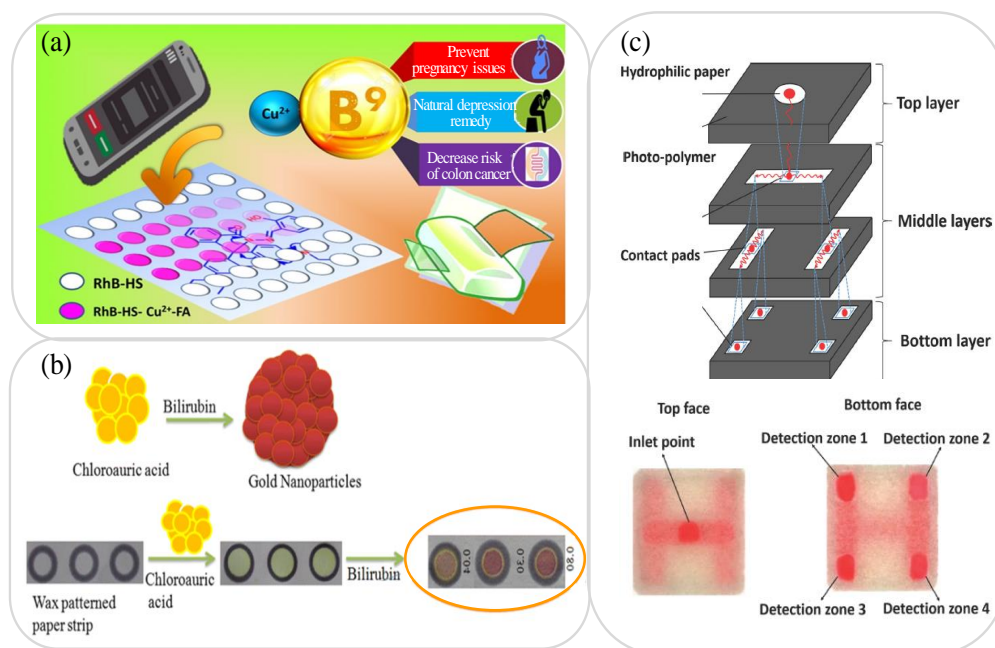 (a)
Prevent
pregnancy issues
Cu²⁺
B⁹
Natural depression
remedy
Decrease risk
of colon cancer
HS
RhB-HS
RhB-HS- Cu²⁺-FA
(b)
Bilirubin
Chloroauric acid
Gold Nanoparticles
Wax patterned
paper strip
Chloroauric
acid
Bilirubin
0.04
0.30
0.80
(c)
Hydrophilic paper
Top layer
Photo-polymer
Middle layers
Contact pads
Bottom layer
Top face
Inlet point
Bottom face
Detection zone 1
Detection zone 2
Detection zone 3
Detection zone 4